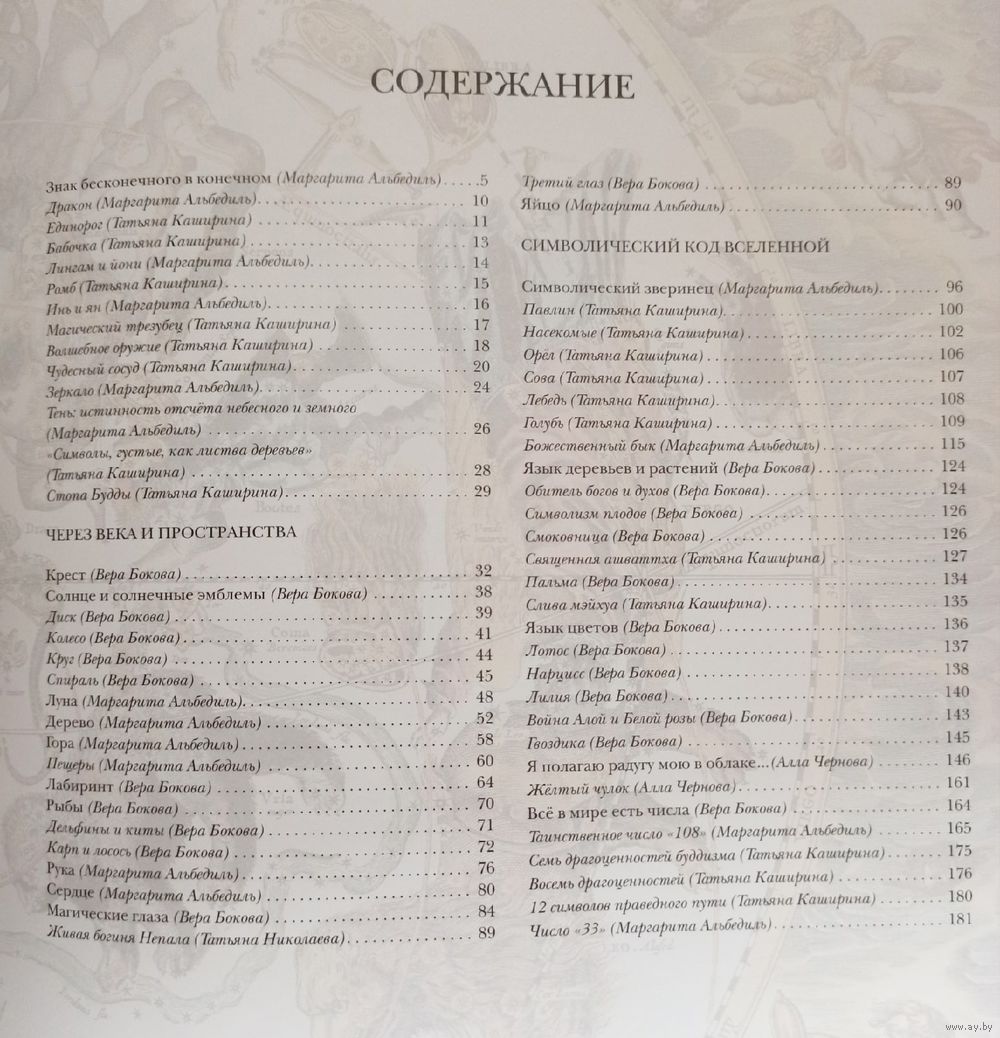 СОДЕРЖАНИЕ
Знак бесконечного в конечном (Маргарита Альбедиль).....5
Дракон (Маргарита Альбедиль)..................10
Единорог (Татьяна Каширина)..................11
Бабочка (Татьяна Каширина)..................13
Лингам и йони (Маргарита Альбедиль)..................14
Ромб (Татьяна Каширина)..................15
Инь и ян (Маргарита Альбедиль)..................16
Магический трезубец (Татьяна Каширина)..................17
Волшебное оружие (Татьяна Каширина)..................18
Чудесный сосуд (Татьяна Каширина)..................20
Зеркало (Маргарита Альбедиль)..................24
Тень: истинность отсчёта небесного и земного
(Маргарита Альбедиль)..................26
«Символы, густые, как листва деревьев»
(Татьяна Каширина)..................28
Стопа Будды (Татьяна Каширина)..................29
ЧЕРЕЗ ВЕКА И ПРОСТРАНСТВА
Крест (Вера Бокова)..................32
Солнце и солнечные эмблемы (Вера Бокова)..................38
Диск (Вера Бокова)..................39
Колесо (Вера Бокова)..................41
Круг (Вера Бокова)..................44
Спираль (Вера Бокова)..................45
Луна (Маргарита Альбедиль)..................48
Дерево (Маргарита Альбедиль)..................52
Гора (Маргарита Альбедиль)..................58
Пещеры (Маргарита Альбедиль)..................60
Лабиринт (Вера Бокова)..................64
Рыбы (Вера Бокова)..................70
Дельфины и киты (Вера Бокова)..................71
Карп и лосось (Вера Бокова)..................72
Рука (Маргарита Альбедиль)..................76
Сердце (Маргарита Альбедиль)..................80
Магические глаза (Вера Бокова)..................84
Живая богиня Непала (Татьяна Николаева)..................89
Третий глаз (Вера Бокова)..................89
Яйцо (Маргарита Альбедиль)..................90
СИМВОЛИЧЕСКИЙ КОД ВСЕЛЕННОЙ
Символический зверинец (Маргарита Альбедиль)..................96
Павлин (Татьяна Каширина)..................100
Насекомые (Татьяна Каширина)..................102
Орёл (Татьяна Каширина)..................106
Сова (Татьяна Каширина)..................107
Лебедь (Татьяна Каширина)..................108
Голубь (Татьяна Каширина)..................109
Божественный бык (Маргарита Альбедиль)..................115
Язык деревьев и растений (Вера Бокова)..................124
Обитель богов и духов (Вера Бокова)..................124
Символизм плодов (Вера Бокова)..................126
Смоковница (Вера Бокова)..................126
Священная ашваттха (Татьяна Каширина)..................127
Пальма (Вера Бокова)..................134
Слива мэйхуа (Татьяна Каширина)..................135
Язык цветов (Вера Бокова)..................136
Лотос (Вера Бокова)..................137
Нарцисс (Вера Бокова)..................138
Лилия (Вера Бокова)..................140
Война Алой и Белой розы (Вера Бокова)..................143
Гвоздика (Вера Бокова)..................145
Я полагаю радугу мою в облаке...(Алла Чернова)..................146
Жёлтый чулок (Алла Чернова)..................161
Всё в мире есть числа (Вера Бокова)..................164
Таинственное число «108» (Маргарита Альбедиль)..................165
Семь драгоценностей буддизма (Татьяна Каширина)..................175
Восемь драгоценностей (Татьяна Каширина)..................176
12 символов праведного пути (Татьяна Каширина)..................180
Число «33» (Маргарита Альбедиль)..................181
Bootes
Coma
www.ay.by